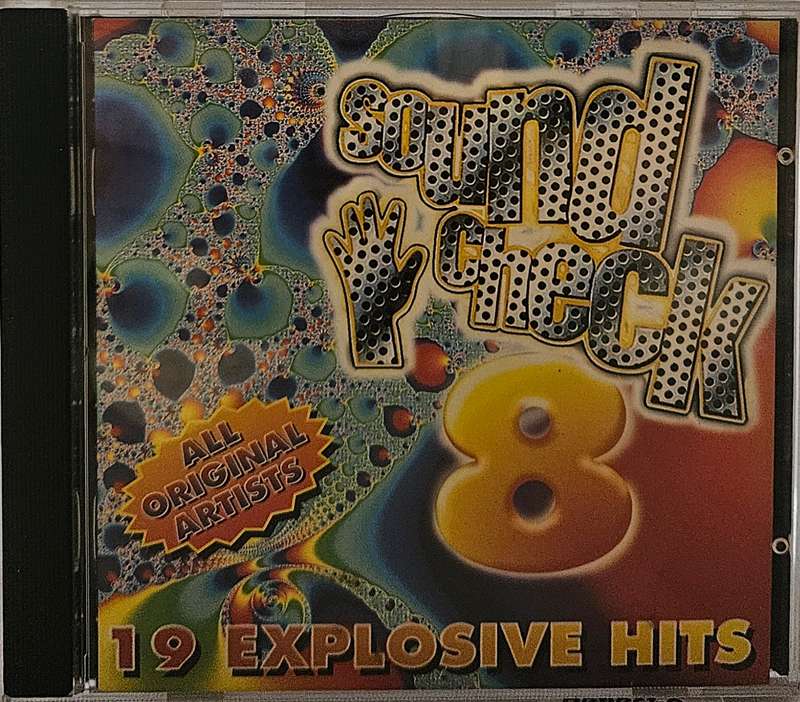 sound
check
8
ALL
ORIGINAL
ARTISTS
19 EXPLOSIVE HITS